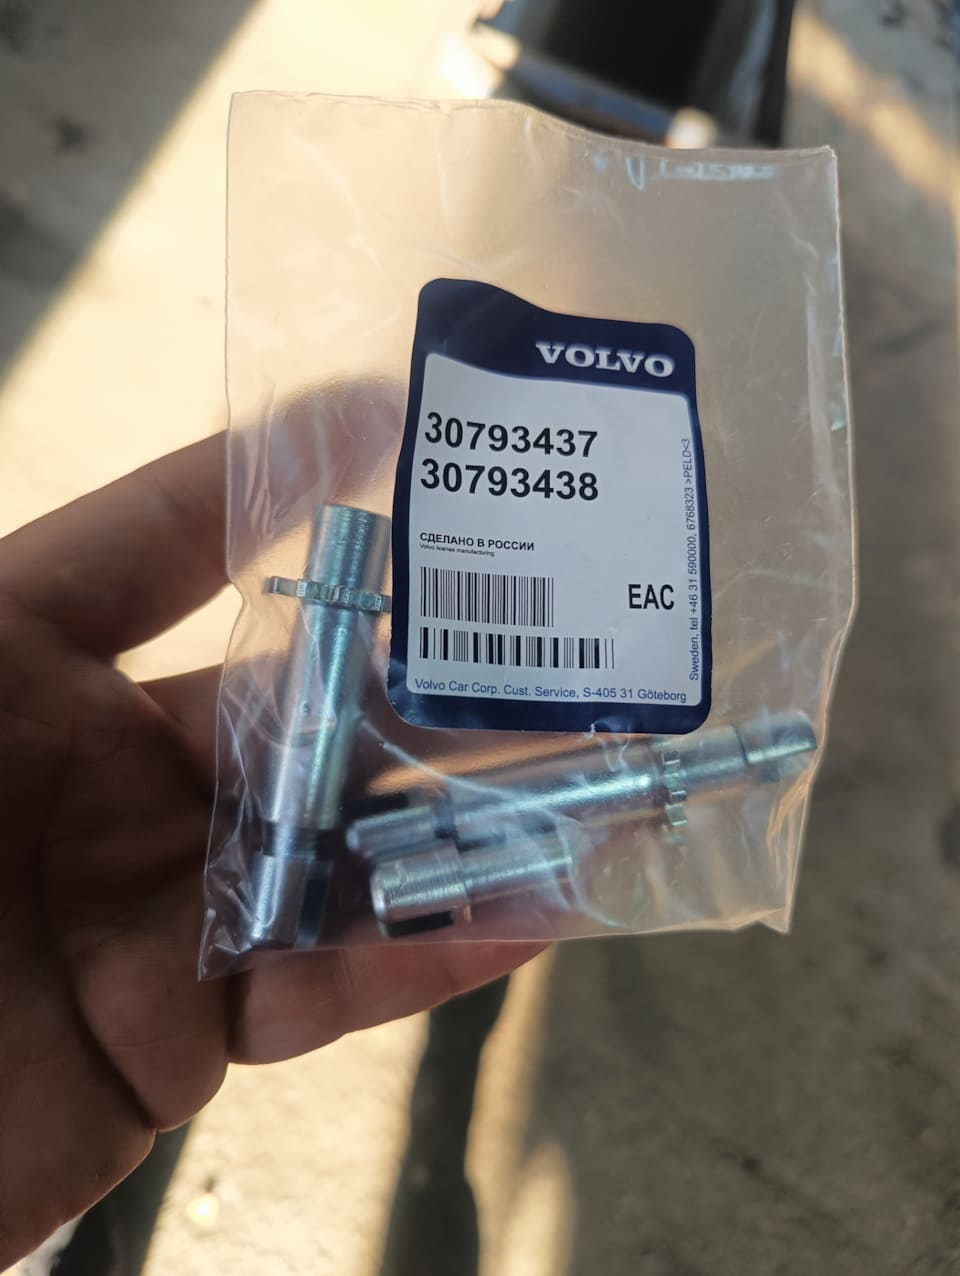 VOLVO
30793437
30793438
СДЕЛАНО В РОССИИ
Volvo license manufacturing
EAC
Volvo Car Corp. Cust. Service, S-405 31 Göteborg
Sweden, tel +46 31 590000, 6768323 >PELD<3